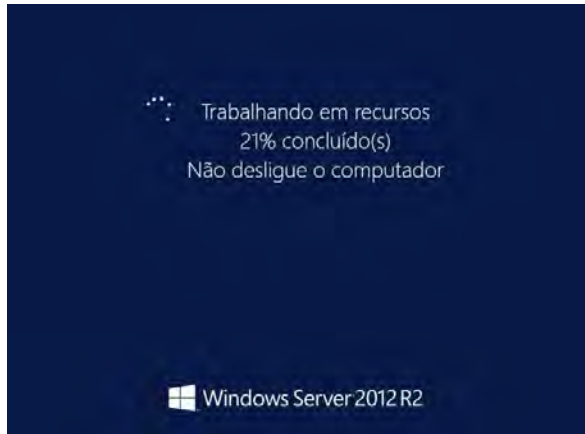 Trabalhando em recursos
21% concluído(s)
Não desligue o computador
Windows Server 2012 R2